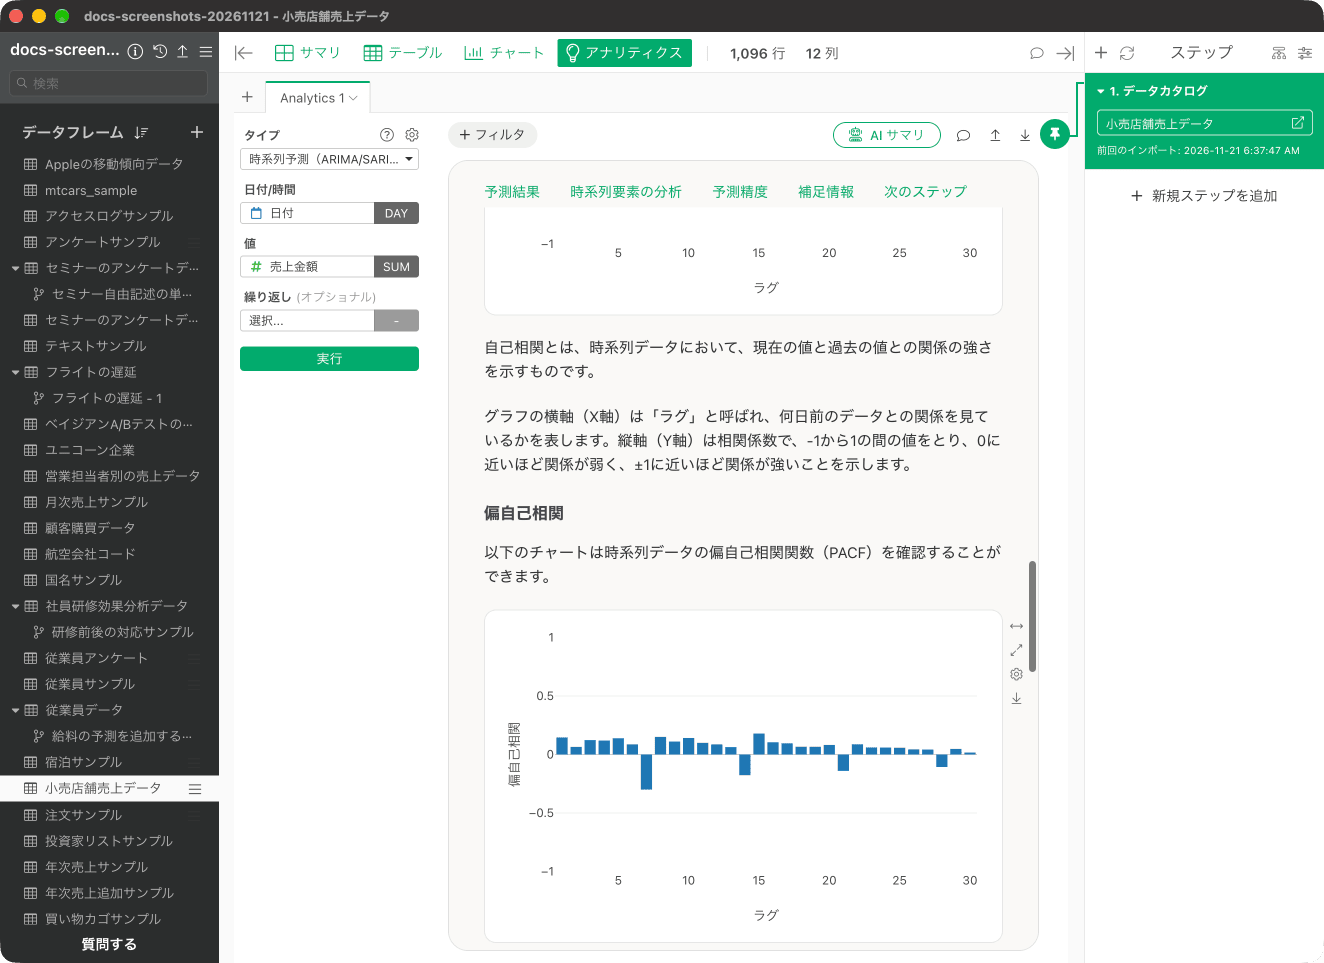 docs-screenshots-20261121 - 小売店舗売上データ
docs-screen...
検索
データフレーム
Appleの移動傾向データ
mtcars_sample
アクセスログサンプル
アンケートサンプル
セミナーのアンケートデ…
セミナー自由記述の単…
セミナーのアンケートデ…
テキストサンプル
フライトの遅延
フライトの遅延 - 1
ベイジアンA/Bテストの…
ユニコーン企業
営業担当者別の売上データ
月次売上サンプル
顧客購買データ
航空会社コード
国名サンプル
社員研修効果分析データ
研修前後の対応サンプル
従業員アンケート
従業員サンプル
従業員データ
給料の予測を追加する…
宿泊サンプル
小売店舗売上データ
注文サンプル
投資家リストサンプル
年次売上サンプル
年次売上追加サンプル
買い物カゴサンプル
質問する
サマリ テーブル チャート アナリティクス 1,096 行 12 列
Analytics 1
タイプ
時系列予測（ARIMA/SARI...
日付/時間
日付 DAY
値
売上金額 SUM
繰り返し (オプショナル)
選択... -
実行
+ フィルタ
AI サマリ
予測結果 時系列要素の分析 予測精度 補足情報 次のステップ
−1
5 10 15 20 25 30
ラグ
自己相関とは、時系列データにおいて、現在の値と過去の値との関係の強さ
を示すものです。
グラフの横軸（X軸）は「ラグ」と呼ばれ、何日前のデータとの関係を見て
いるかを表します。縦軸（Y軸）は相関係数で、-1から1の間の値をとり、0に
近いほど関係が弱く、±1に近いほど関係が強いことを示します。
偏自己相関
以下のチャートは時系列データの偏自己相関関数（PACF）を確認することが
できます。
1
0.5
0
−0.5
−1
偏自己相関
5 10 15 20 25 30
ラグ
ステップ
1. データカタログ
小売店舗売上データ
前回のインポート: 2026-11-21 6:37:47 AM
+ 新規ステップを追加